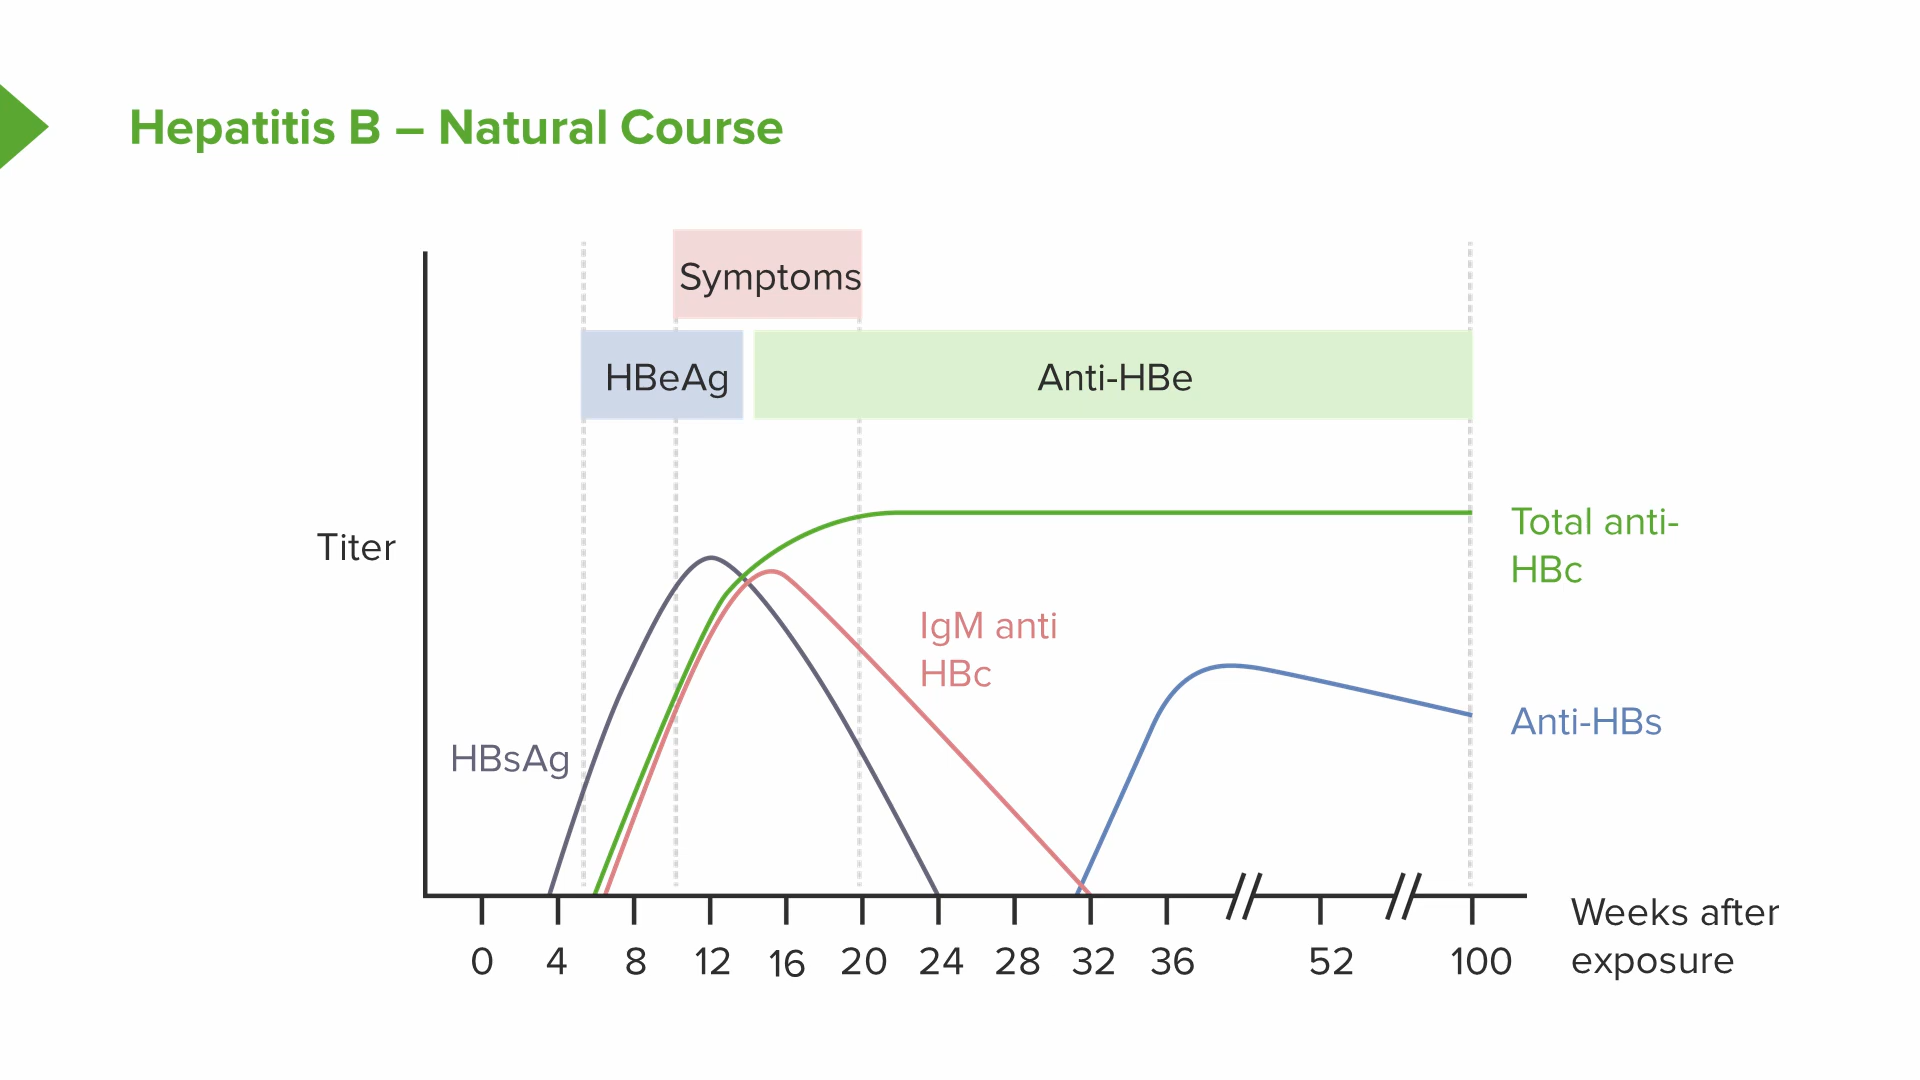 Hepatitis B – Natural Course
Symptoms
HBeAg
Anti-HBe
Titer
Total anti-
HBc
IgM anti
HBc
Anti-HBs
HBsAg
0 4 8 12 16 20 24 28 32 36 52 100
Weeks after
exposure